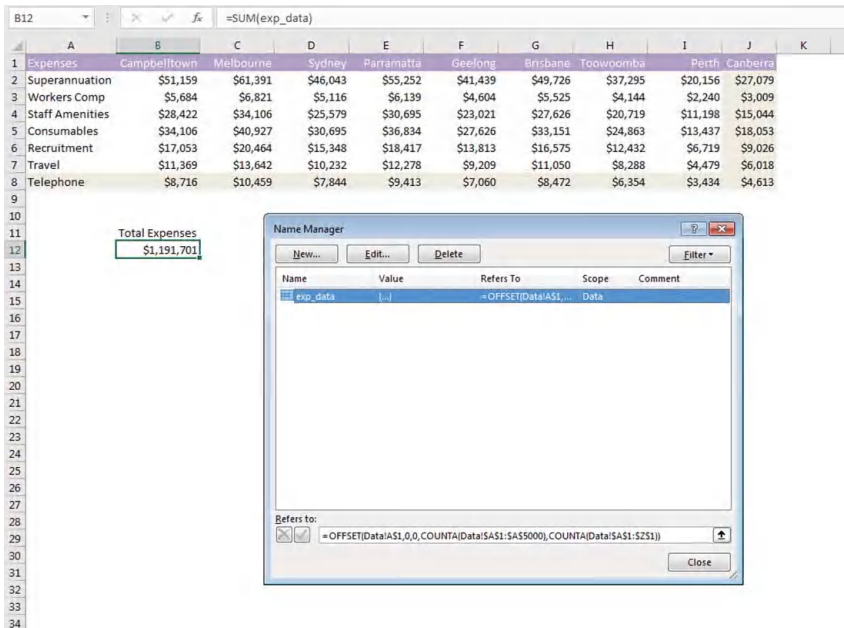 B12 fx =SUM(exp_data)
A B C D E F G H I J K
1 Expenses Campbelltown Melbourne Sydney Parramatta Geelong Brisbane Toowoomba Perth Canberra
2 Superannuation $51,159 $61,391 $46,043 $55,252 $41,439 $49,726 $37,295 $20,156 $27,079
3 Workers Comp $5,684 $6,821 $5,116 $6,139 $4,604 $5,525 $4,144 $2,240 $3,009
4 Staff Amenities $28,422 $34,106 $25,579 $30,695 $23,021 $27,626 $20,719 $11,198 $15,044
5 Consumables $34,106 $40,927 $30,695 $36,834 $27,626 $33,151 $24,863 $13,437 $18,053
6 Recruitment $17,053 $20,464 $15,348 $18,417 $13,813 $16,575 $12,432 $6,719 $9,026
7 Travel $11,369 $13,642 $10,232 $12,278 $9,209 $11,050 $8,288 $4,479 $6,018
8 Telephone $8,716 $10,459 $7,844 $9,413 $7,060 $8,472 $6,354 $3,434 $4,613
9
10
11 Total Expenses
12 $1,191,701
13
14
15
16
17
18
19
20
21
22
23
24
25
26
27
28
29
30
31
32
33
34
Name Manager
New... Edit... Delete Filter
Name Value Refers To Scope Comment
exp_data {...} =OFFSET(Data!A$1,... Data
Refers to:
=OFFSET(Data!A$1,0,0,COUNTA(Data!$A$1:$A$5000),COUNTA(Data!$A$1:$Z$1))
Close